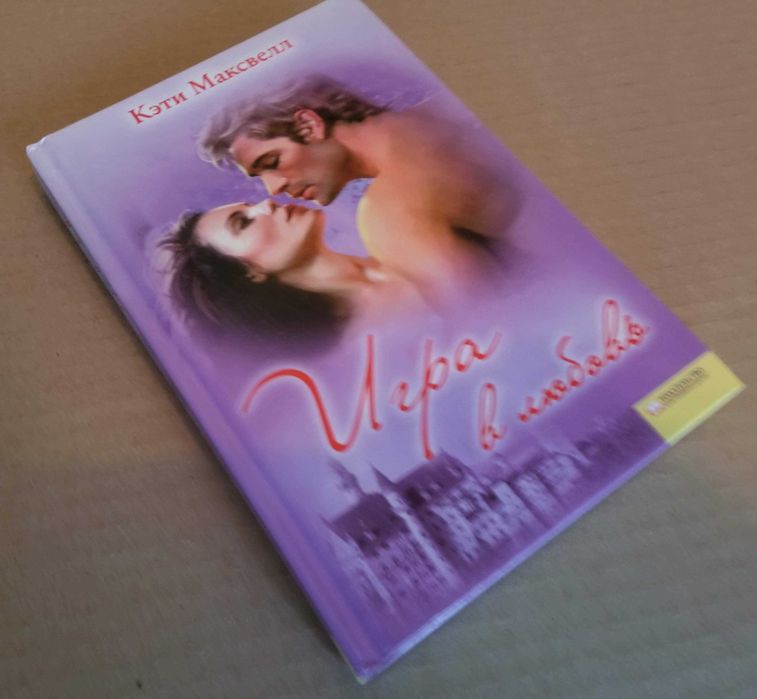 Кэти Максвелл
Игра
в любовь